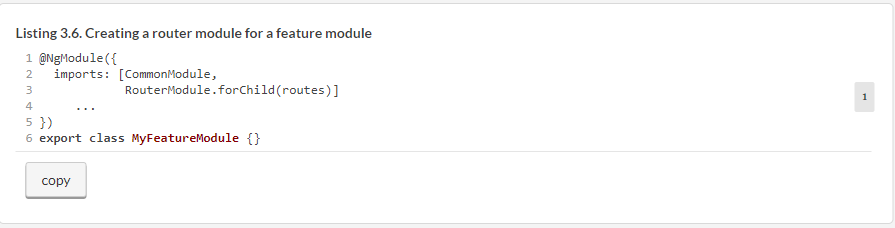 Listing 3.6. Creating a router module for a feature module
1 @NgModule({
2   imports: [CommonModule,
3             RouterModule.forChild(routes)]
4      ...
5 })
6 export class MyFeatureModule {}
1
copy